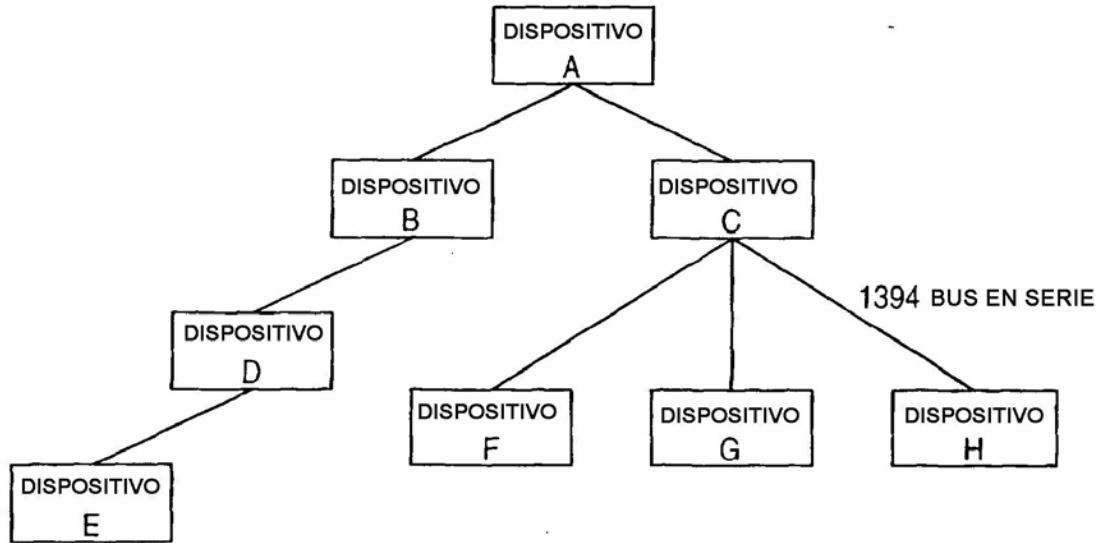 DISPOSITIVO
A
DISPOSITIVO
B
DISPOSITIVO
C
1394 BUS EN SERIE
DISPOSITIVO
D
DISPOSITIVO
F
DISPOSITIVO
G
DISPOSITIVO
H
DISPOSITIVO
E